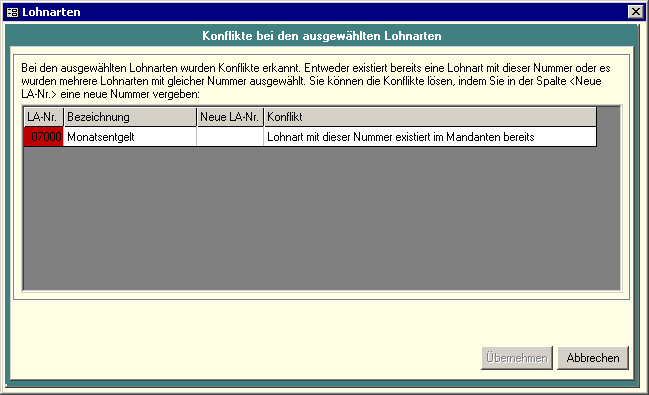 Lohnarten
Konflikte bei den ausgewählten Lohnarten
Bei den ausgewählten Lohnarten wurden Konflikte erkannt. Entweder existiert bereits eine Lohnart mit dieser Nummer oder es
wurden mehrere Lohnarten mit gleicher Nummer ausgewählt. Sie können die Konflikte lösen, indem Sie in der Spalte <Neue
LA-Nr.> eine neue Nummer vergeben:
LA-Nr. Bezeichnung Neue LA-Nr. Konflikt
07000 Monatsentgelt Lohnart mit dieser Nummer existiert im Mandanten bereits
Übernehmen Abbrechen